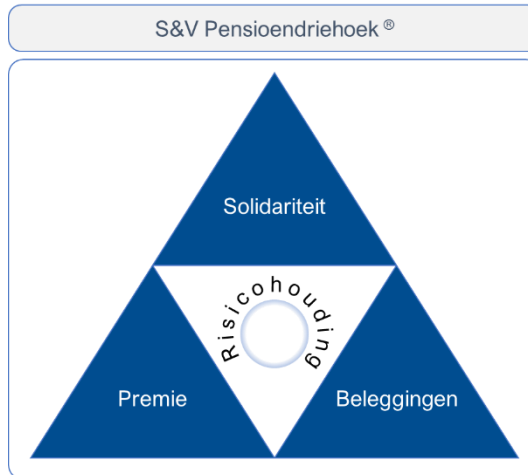 S&V Pensioendriehoek ®
Solidariteit
Risicohouding
Premie
Beleggingen